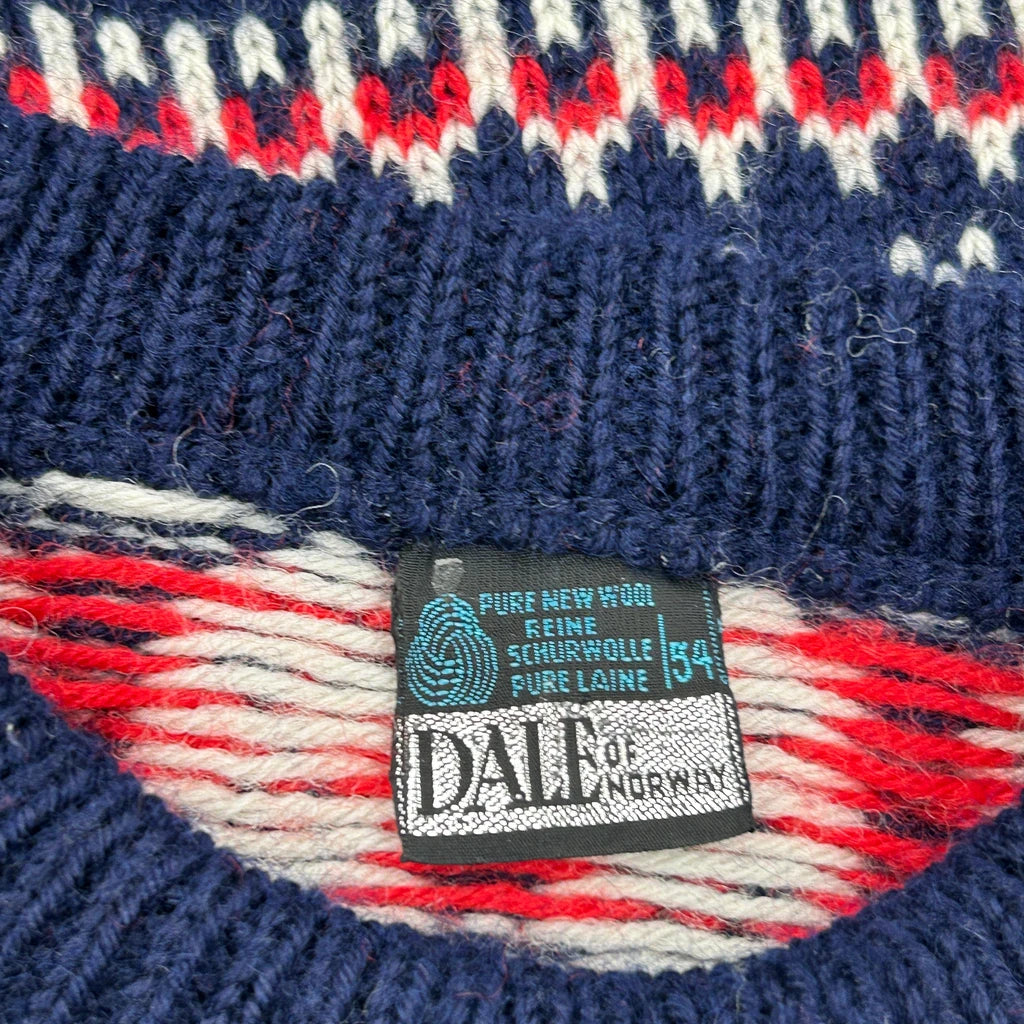 PURE NEW WOOL
REINE
SCHURWOLLE
PURE LAINE
54
DALE OF
NORWAY